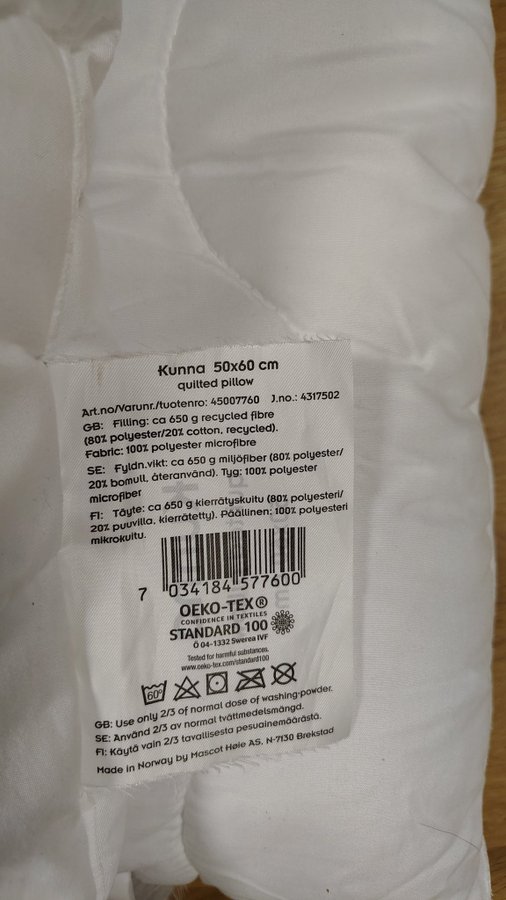 Kunna 50x60 cm
quilted pillow
Art.no/Varunr./tuotenro: 45007760 J.no.: 4317502
GB: Filling: ca 650 g recycled fibre
(80% polyester/20% cotton, recycled).
Fabric: 100% polyester microfibre
SE: Fyldn.vikt: ca 650 g miljöfiber (80% polyester/
20% bomull, återanvänd). Tyg: 100% polyester
microfiber
FI: Täyte: ca 650 g kierrätyskuitu (80% polyesteri/
20% puuvilla, kierrätetty). Päällinen: 100% polyesteri
mikrokuitu.
7 034184 577600
OEKO-TEX®
CONFIDENCE IN TEXTILES
STANDARD 100
Ö 04-1332 Swerea IVF
Tested for harmful substances.
www.oeko-tex.com/standard100
60°
GB: Use only 2/3 of normal dose of washing-powder.
SE: Använd 2/3 av normal tvättmedelsmängd.
FI: Käytä vain 2/3 tavallisesta pesuainemäärästä.
Made in Norway by Mascot Høie AS, N-7130 Brekstad